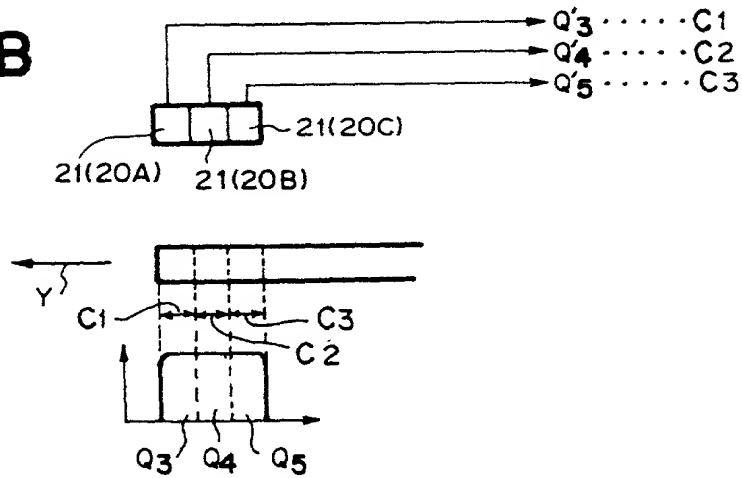 B
Q'3 · · · · · C1
Q'4 · · · · · C2
Q'5 · · · · · C3
21(20C)
21(20A)
21(20B)
Y
C1
C3
C2
Q3 Q4 Q5